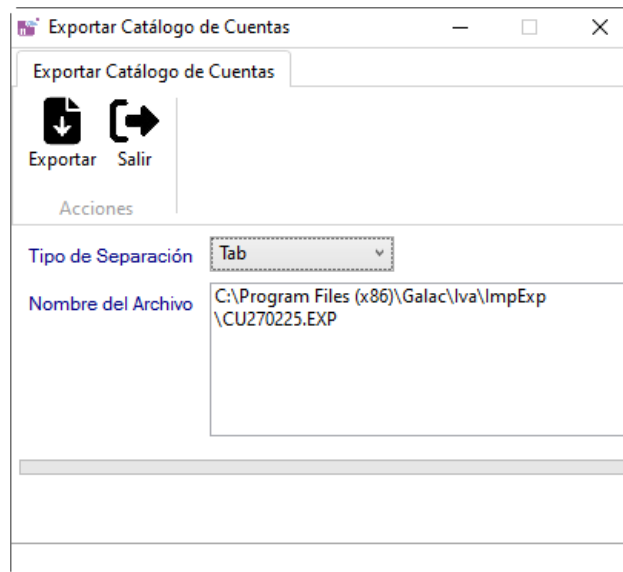 Exportar Catálogo de Cuentas
Exportar Catálogo de Cuentas
Exportar Salir
Acciones
Tipo de Separación Tab
Nombre del Archivo C:\Program Files (x86)\Galac\Iva\ImpExp
\CU270225.EXP